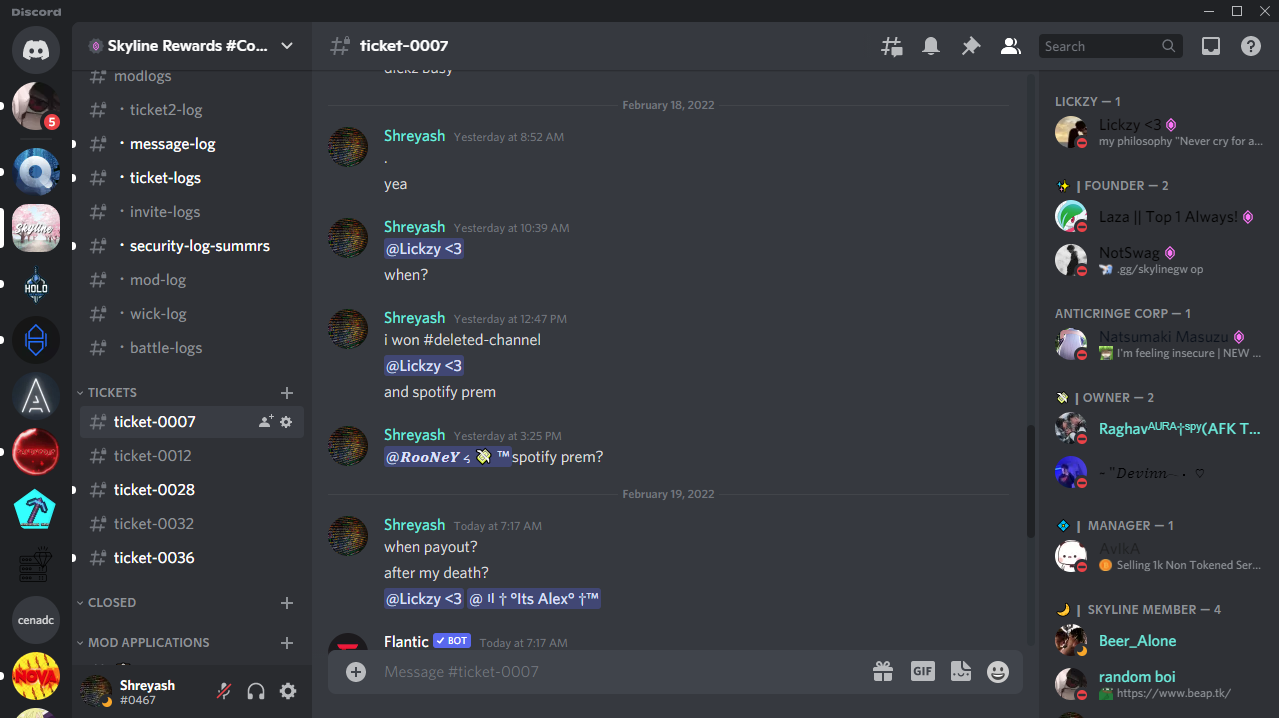 Discord
Skyline Rewards #Co...
modlogs
・ticket2-log
・message-log
・ticket-logs
・invite-logs
・security-log-summrs
・mod-log
・wick-log
・battle-logs
TICKETS
ticket-0007
ticket-0012
ticket-0028
ticket-0032
ticket-0036
CLOSED
MOD APPLICATIONS
Shreyash
#0467
5
Skyline
HOLO
cenadc
NOVA
ticket-0007
Search
February 18, 2022
Shreyash Yesterday at 8:52 AM
.
yea
Shreyash Yesterday at 10:39 AM
@Lickzy <3
when?
Shreyash Yesterday at 12:47 PM
i won #deleted-channel
@Lickzy <3
and spotify prem
Shreyash Yesterday at 3:25 PM
@𝑹𝒐𝒐𝑵𝒆𝒀 ࿐ 💸 ™spotify prem?
February 19, 2022
Shreyash Today at 7:17 AM
when payout?
after my death?
@Lickzy <3 @ 〢† °Its Alex° †™
Flantic ✓ BOT Today at 7:17 AM
Message #ticket-0007
GIF
LICKZY — 1
Lickzy <3
my philosophy "Never cry for a...
✨ | FOUNDER — 2
Laza || Top 1 Always!
NotSwag
.gg/skylinegw op
ANTICRINGE CORP — 1
Natsumaki Masuzu
I'm feeling insecure | NEW ...
💸 | OWNER — 2
Raghavᴬᵁᴿᴬ༒ˢᵖʸ(AFK T...
- "𝐷𝑒𝑣𝑖𝑛𝑛﹏ • ♡
💠 | MANAGER — 1
AvIkA
Selling 1k Non Tokened Ser...
🌙 | SKYLINE MEMBER — 4
Beer_Alone
random boi
https://www.beap.tk/